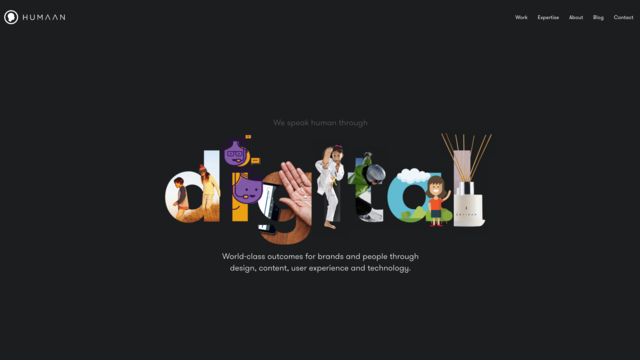 HUMAAN
Work Expertise About Blog Contact
We speak human through
digital
World-class outcomes for brands and people through
design, content, user experience and technology.